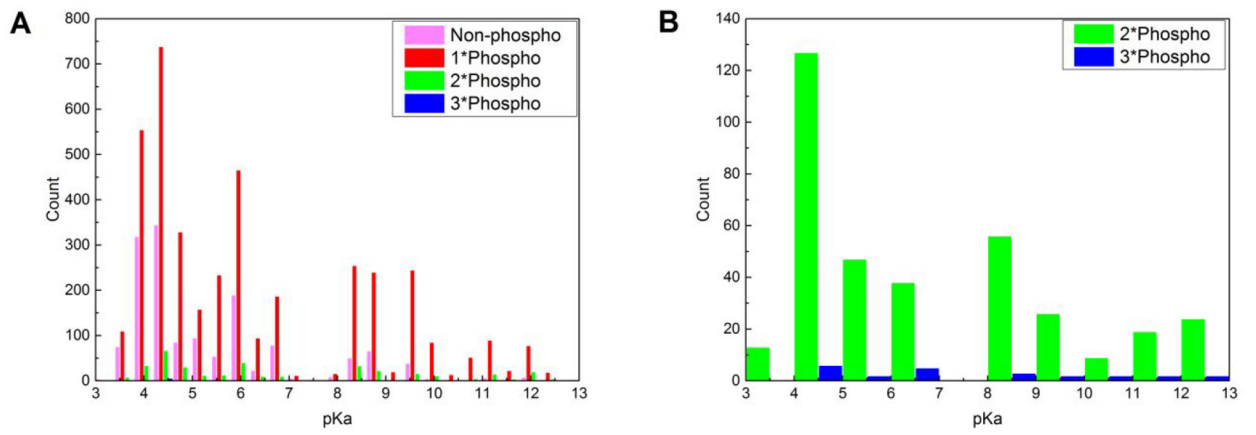 A
800
700
600
500
400
300
200
100
0
Count
3 4 5 6 7 8 9 10 11 12 13
pKa
Non-phospho
1*Phospho
2*Phospho
3*Phospho
B
140
120
100
80
60
40
20
0
Count
3 4 5 6 7 8 9 10 11 12 13
pKa
2*Phospho
3*Phospho